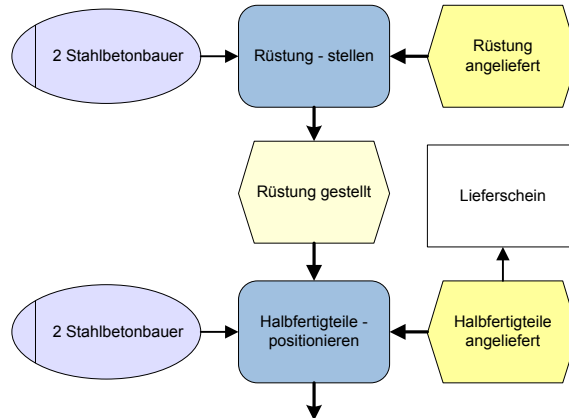 2 Stahlbetonbauer
Rüstung - stellen
Rüstung
angeliefert
Rüstung gestellt
Lieferschein
2 Stahlbetonbauer
Halbfertigteile -
positionieren
Halbfertigteile
angeliefert